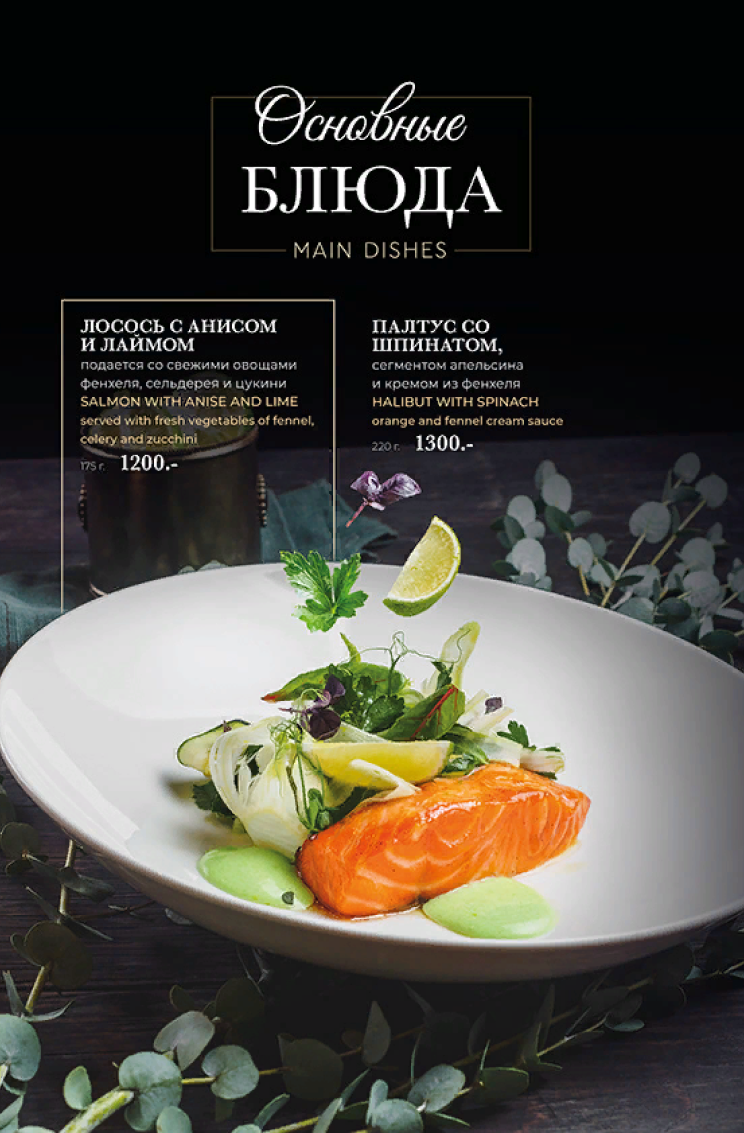 Основные
БЛЮДА
MAIN DISHES
ЛОСОСЬ С АНИСОМ
И ЛАЙМОМ
подается со свежими овощами
фенхеля, сельдерея и цукини
SALMON WITH ANISE AND LIME
served with fresh vegetables of fennel,
celery and zucchini
175 г. 1200.-
ПАЛТУС СО
ШПИНАТОМ,
сегментом апельсина
и кремом из фенхеля
HALIBUT WITH SPINACH
orange and fennel cream sauce
220 г. 1300.-